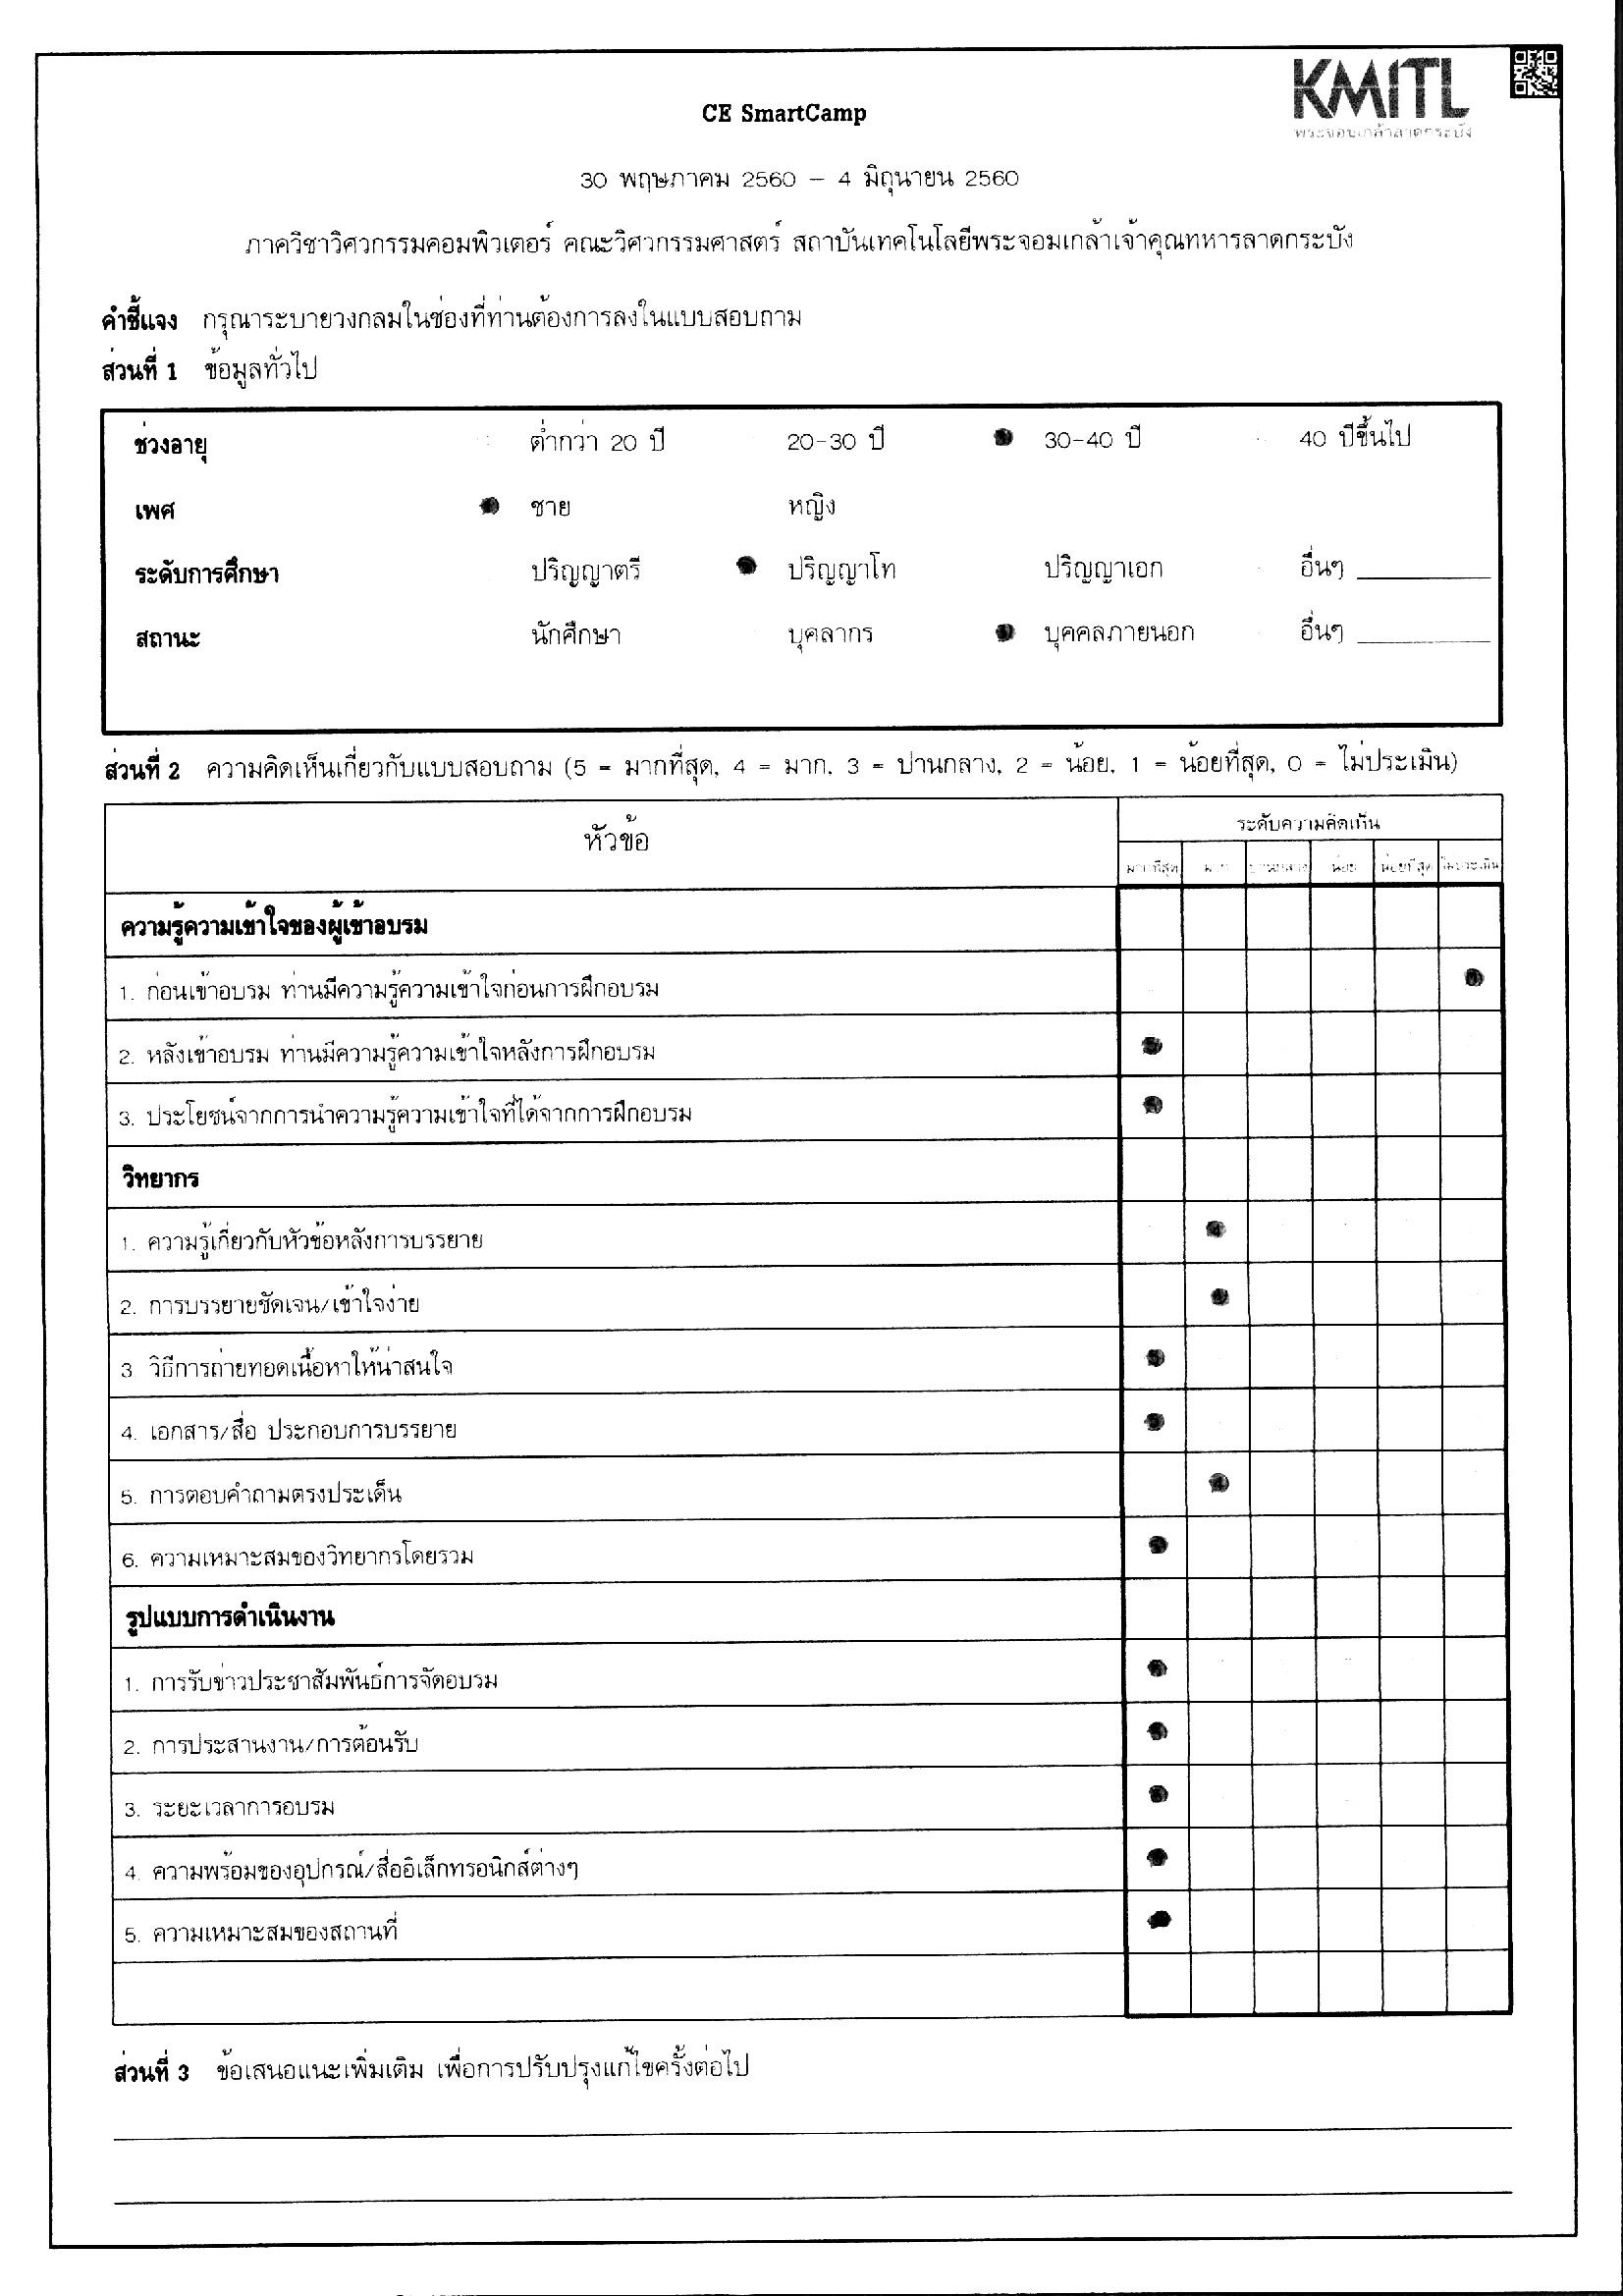 KMITL
พระจอมเกล้าลาดกระบัง
CE SmartCamp
30 พฤษภาคม 2560 - 4 มิถุนายน 2560
ภาควิชาวิศวกรรมคอมพิวเตอร์ คณะวิศวกรรมศาสตร์ สถาบันเทคโนโลยีพระจอมเกล้าเจ้าคุณทหารลาดกระบัง
คำชี้แจง กรุณาระบายวงกลมในช่องที่ท่านต้องการลงในแบบสอบถาม
ส่วนที่ 1 ข้อมูลทั่วไป
ช่วงอายุ ต่ำกว่า 20 ปี 20-30 ปี 30-40 ปี 40 ปีขึ้นไป
เพศ ชาย หญิง
ระดับการศึกษา ปริญญาตรี ปริญญาโท ปริญญาเอก อื่นๆ
สถานะ นักศึกษา บุคลากร บุคคลภายนอก อื่นๆ
ส่วนที่ 2 ความคิดเห็นเกี่ยวกับแบบสอบถาม (5 = มากที่สุด, 4 = มาก, 3 = ปานกลาง, 2 = น้อย, 1 = น้อยที่สุด, 0 = ไม่ประเมิน)
หัวข้อ ระดับความคิดเห็น
มากที่สุด มาก ปานกลาง น้อย น้อยที่สุด ไม่ประเมิน
ความรู้ความเข้าใจของผู้เข้าอบรม
1. ก่อนเข้าอบรม ท่านมีความรู้ความเข้าใจก่อนการฝึกอบรม
2. หลังเข้าอบรม ท่านมีความรู้ความเข้าใจหลังการฝึกอบรม
3. ประโยชน์จากการนำความรู้ความเข้าใจที่ได้จากการฝึกอบรม
วิทยากร
1. ความรู้เกี่ยวกับหัวข้อหลังการบรรยาย
2. การบรรยายชัดเจน/เข้าใจง่าย
3. วิธีการถ่ายทอดเนื้อหาให้น่าสนใจ
4. เอกสาร/สื่อ ประกอบการบรรยาย
5. การตอบคำถามตรงประเด็น
6. ความเหมาะสมของวิทยากรโดยรวม
รูปแบบการดำเนินงาน
1. การรับข่าวประชาสัมพันธ์การจัดอบรม
2. การประสานงาน/การต้อนรับ
3. ระยะเวลาการอบรม
4. ความพร้อมของอุปกรณ์/สื่ออิเล็กทรอนิกส์ต่างๆ
5. ความเหมาะสมของสถานที่
ส่วนที่ 3 ข้อเสนอแนะเพิ่มเติม เพื่อการปรับปรุงแก้ไขครั้งต่อไป